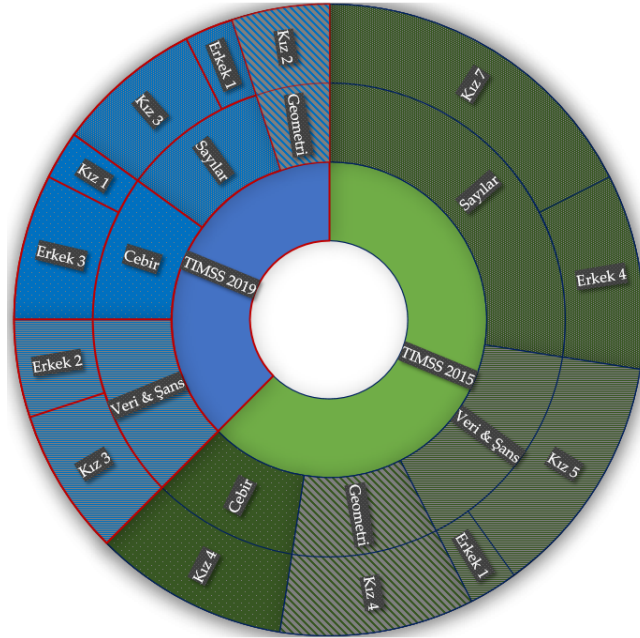 Kız 2
Erkek 1
Kız 3
Kız 1
Erkek 3
Erkek 2
Kız 3
Geometri
Sayılar
Cebir
Veri & Şans
TIMSS 2019
TIMSS 2015
Sayılar
Veri & Şans
Geometri
Cebir
Kız 7
Erkek 4
Kız 5
Erkek 1
Kız 4
Kız 4